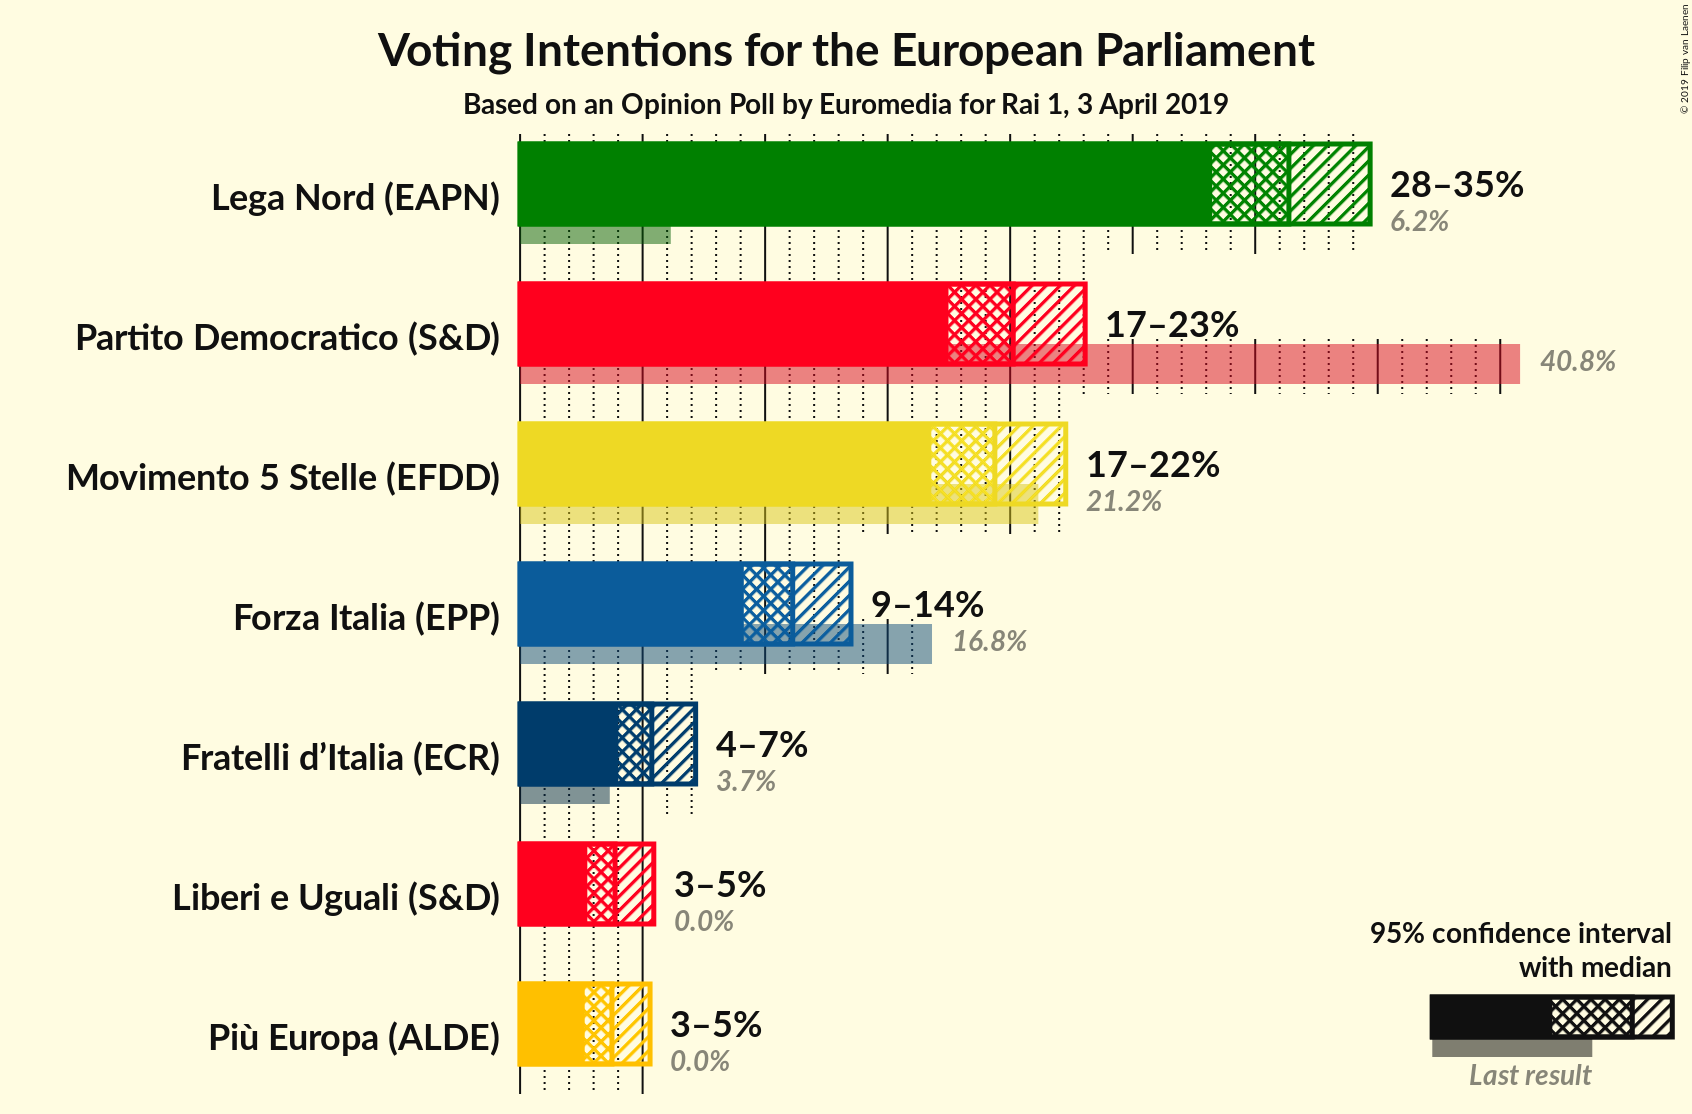 Voting Intentions for the European Parliament
Based on an Opinion Poll by Euromedia for Rai 1, 3 April 2019
© 2019 Filip van Laenen
Lega Nord (EAPN)
28–35%
6.2%
Partito Democratico (S&D)
17–23%
40.8%
Movimento 5 Stelle (EFDD)
17–22%
21.2%
Forza Italia (EPP)
9–14%
16.8%
Fratelli d’Italia (ECR)
4–7%
3.7%
Liberi e Uguali (S&D)
3–5%
0.0%
Più Europa (ALDE)
3–5%
0.0%
95% confidence interval
with median
Last result